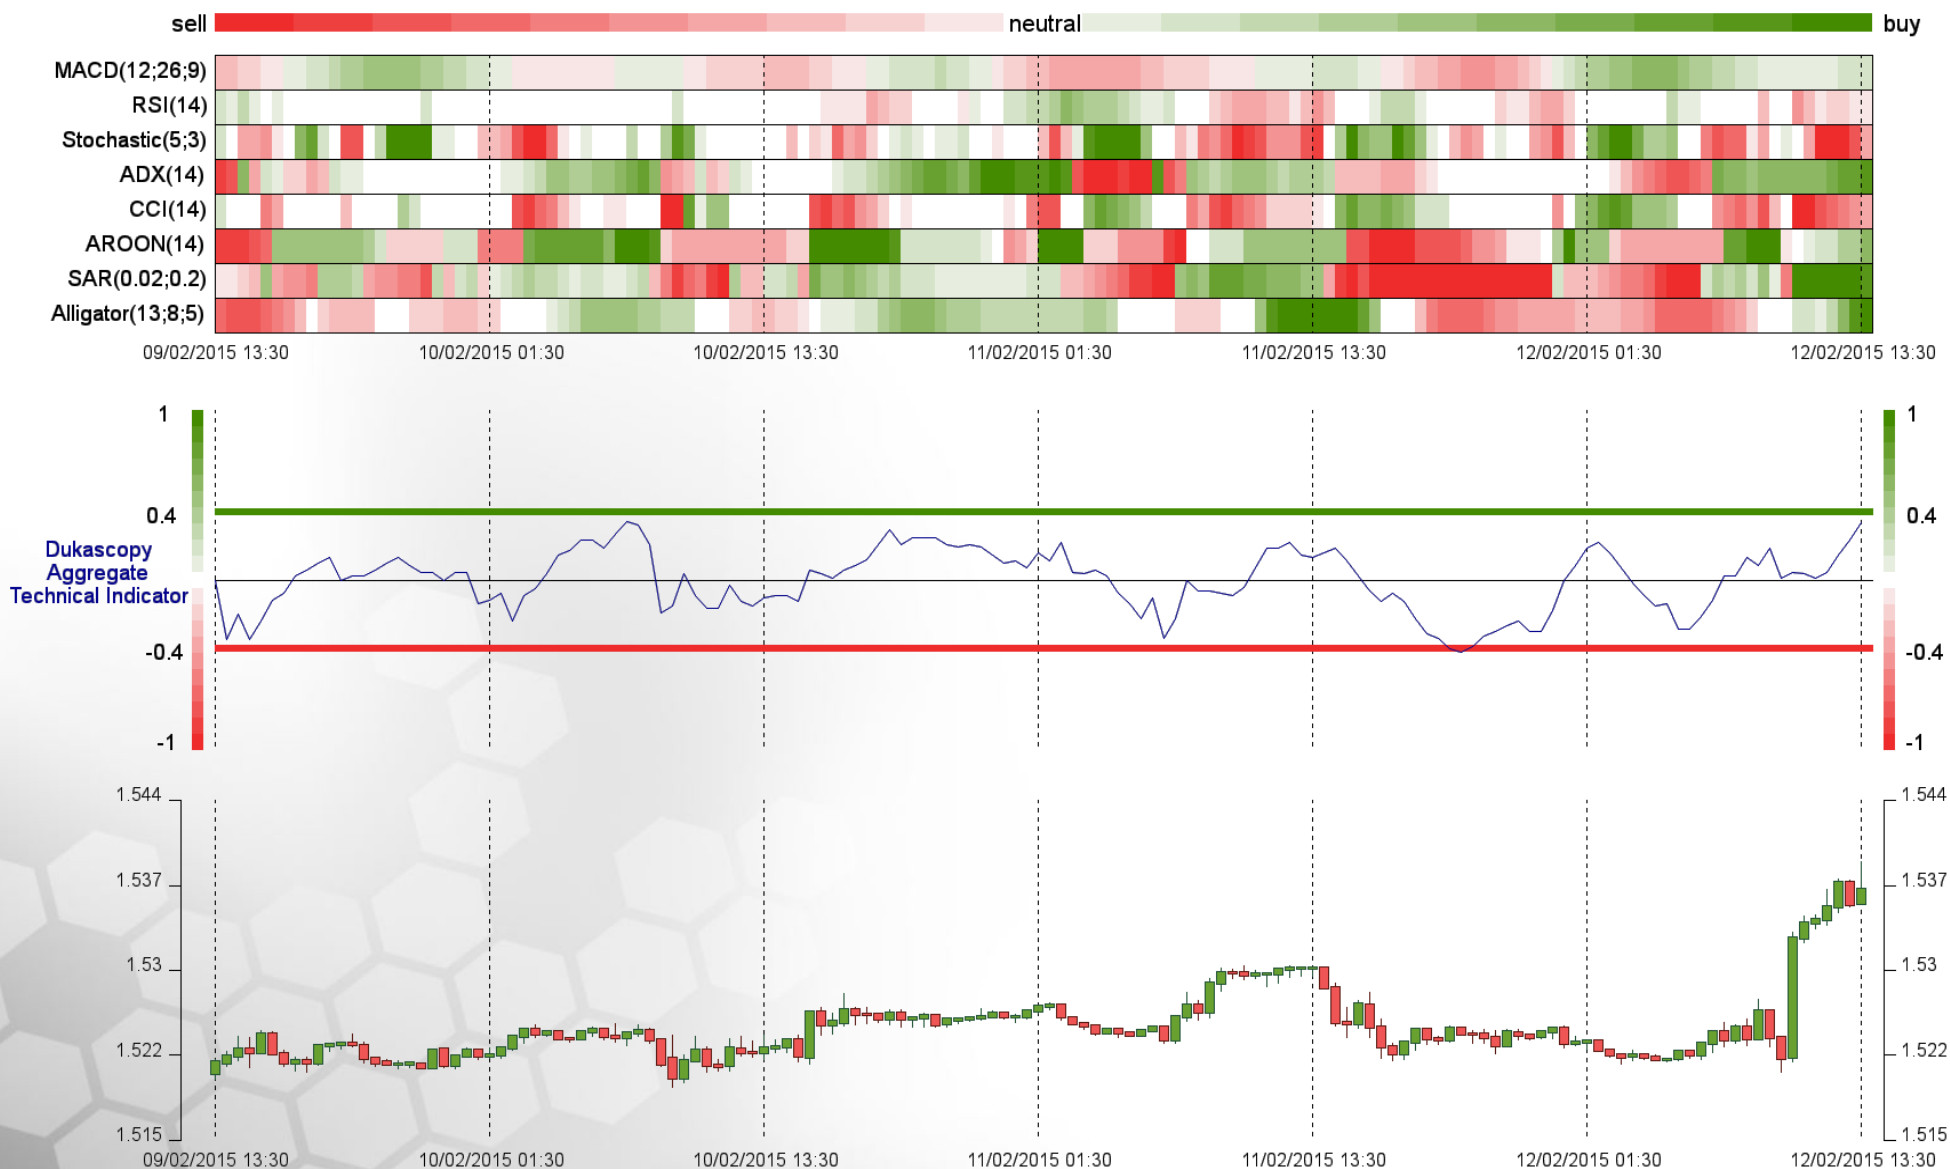 sell neutral buy
MACD(12;26;9)
RSI(14)
Stochastic(5;3)
ADX(14)
CCI(14)
AROON(14)
SAR(0.02;0.2)
Alligator(13;8;5)
09/02/2015 13:30 10/02/2015 01:30 10/02/2015 13:30 11/02/2015 01:30 11/02/2015 13:30 12/02/2015 01:30 12/02/2015 13:30
1 1
0.4 0.4
Dukascopy
Aggregate
Technical Indicator
-0.4 -0.4
-1 -1
1.544 1.544
1.537 1.537
1.53 1.53
1.522 1.522
1.515 1.515
09/02/2015 13:30 10/02/2015 01:30 10/02/2015 13:30 11/02/2015 01:30 11/02/2015 13:30 12/02/2015 01:30 12/02/2015 13:30